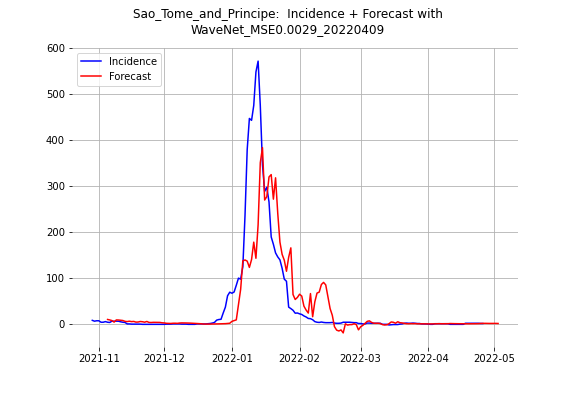 Sao_Tome_and_Principe: Incidence + Forecast with
WaveNet_MSE0.0029_20220409
Incidence
Forecast
600
500
400
300
200
100
0
2021-11 2021-12 2022-01 2022-02 2022-03 2022-04 2022-05